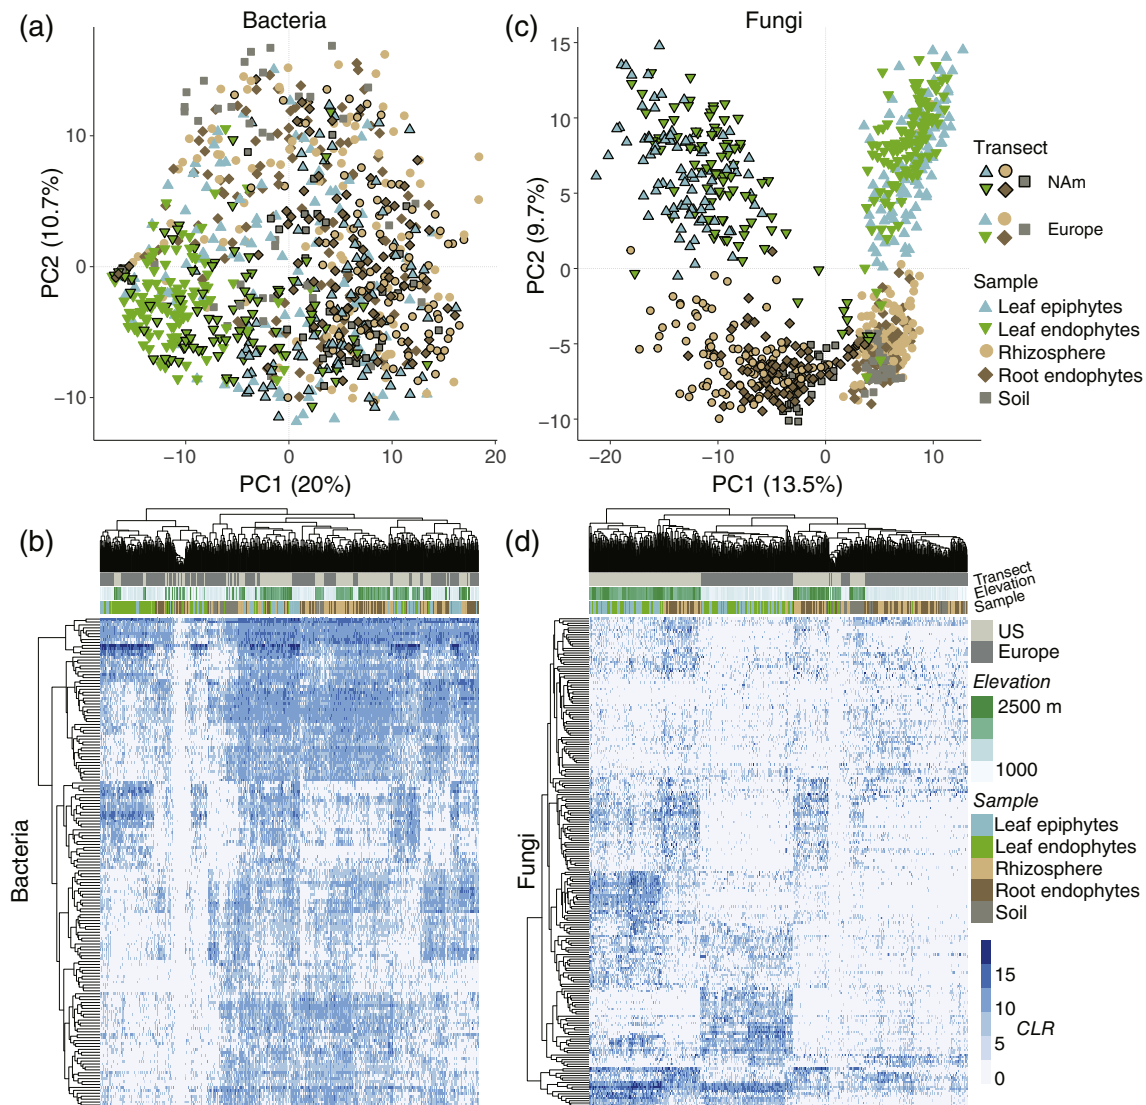 (a)
Bacteria
PC2 (10.7%)
10
0
−10
−10
0
10
20
PC1 (20%)
(c)
Fungi
PC2 (9.7%)
15
10
5
0
−5
−10
−20
−10
0
10
PC1 (13.5%)
Transect
NAm
Europe
Sample
Leaf epiphytes
Leaf endophytes
Rhizosphere
Root endophytes
Soil
(b)
Bacteria
(d)
Fungi
Transect
Elevation
Sample
US
Europe
Elevation
2500 m
1000
Sample
Leaf epiphytes
Leaf endophytes
Rhizosphere
Root endophytes
Soil
15
10
5
0
CLR